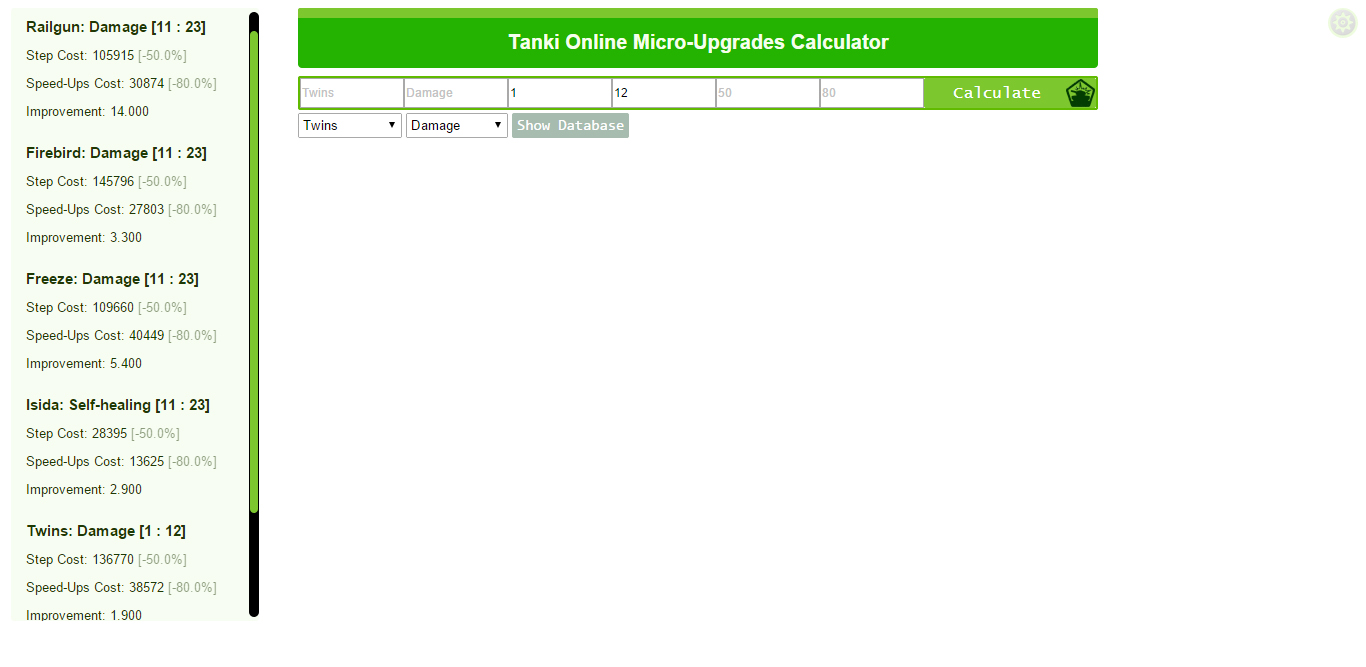 Railgun: Damage [11 : 23]
Step Cost: 105915 [-50.0%]
Speed-Ups Cost: 30874 [-80.0%]
Improvement: 14.000
Firebird: Damage [11 : 23]
Step Cost: 145796 [-50.0%]
Speed-Ups Cost: 27803 [-80.0%]
Improvement: 3.300
Freeze: Damage [11 : 23]
Step Cost: 109660 [-50.0%]
Speed-Ups Cost: 40449 [-80.0%]
Improvement: 5.400
Isida: Self-healing [11 : 23]
Step Cost: 28395 [-50.0%]
Speed-Ups Cost: 13625 [-80.0%]
Improvement: 2.900
Twins: Damage [1 : 12]
Step Cost: 136770 [-50.0%]
Speed-Ups Cost: 38572 [-80.0%]
Improvement: 1.900
Tanki Online Micro-Upgrades Calculator
Twins Damage 1 12 50 80 Calculate
Twins Damage Show Database